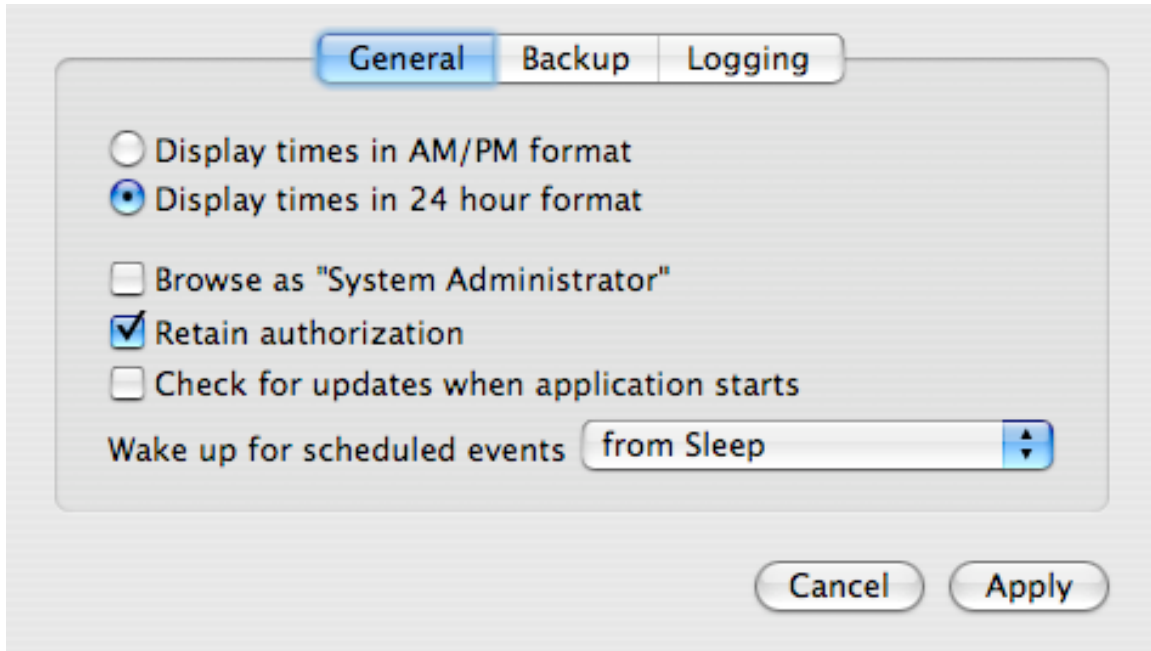 General Backup Logging
Display times in AM/PM format
Display times in 24 hour format
Browse as "System Administrator"
Retain authorization
Check for updates when application starts
Wake up for scheduled events from Sleep
Cancel Apply